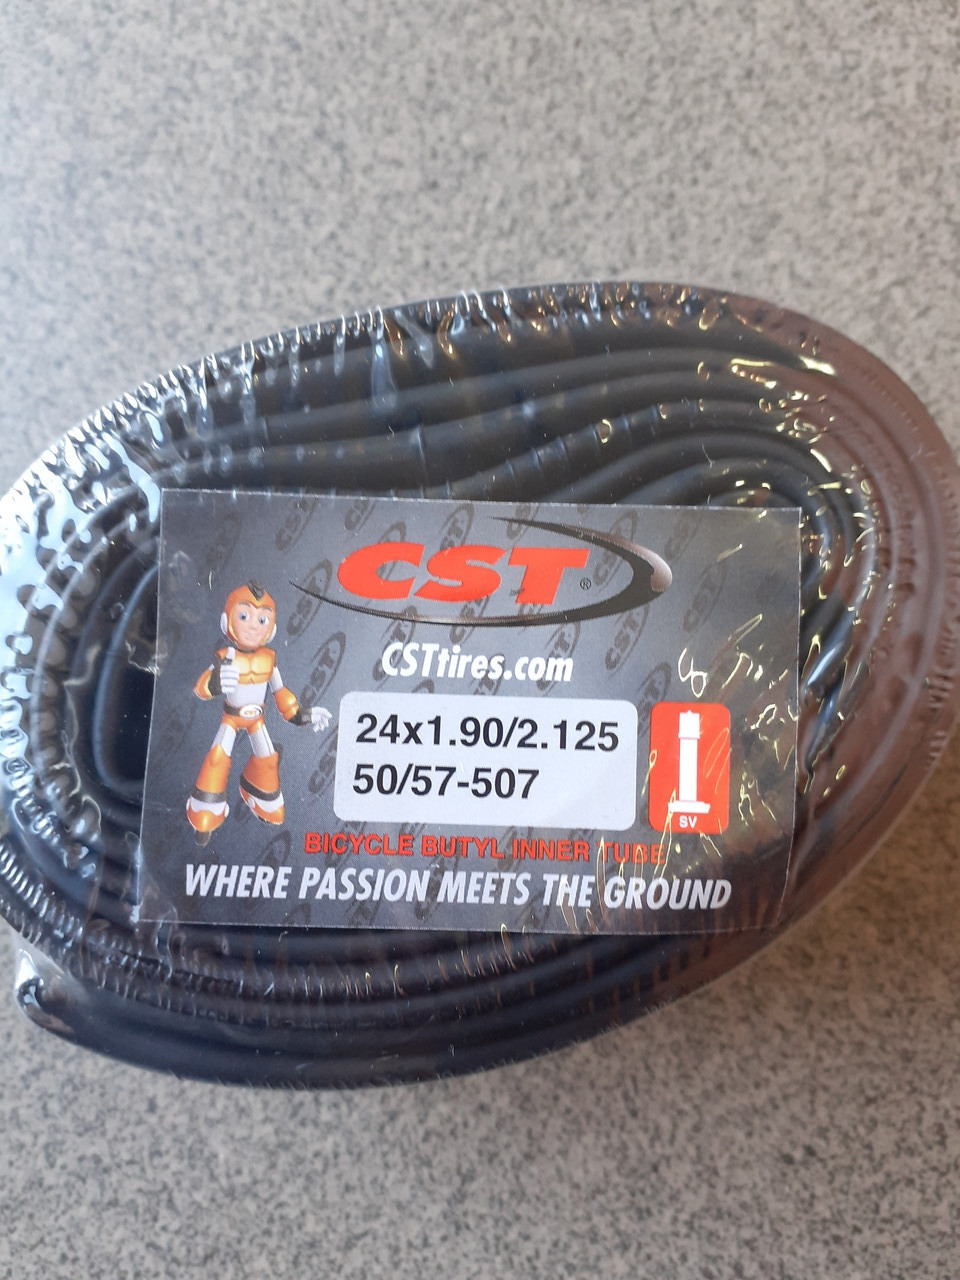 CST®
CSTtires.com
24x1.90/2.125
50/57-507
SV
BICYCLE BUTYL INNER TUBE
WHERE PASSION MEETS THE GROUND